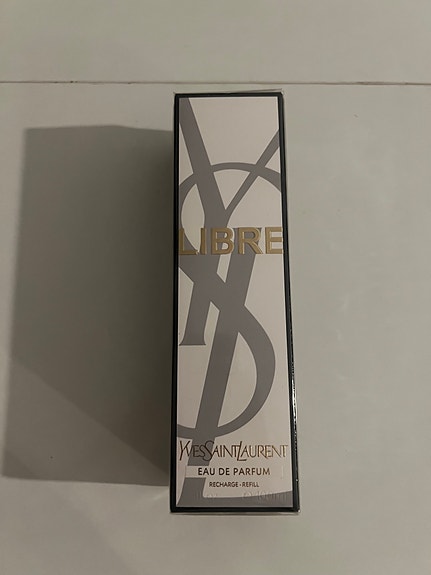 LIBRE
YVESSAINTLAURENT
EAU DE PARFUM
RECHARGE - REFILL